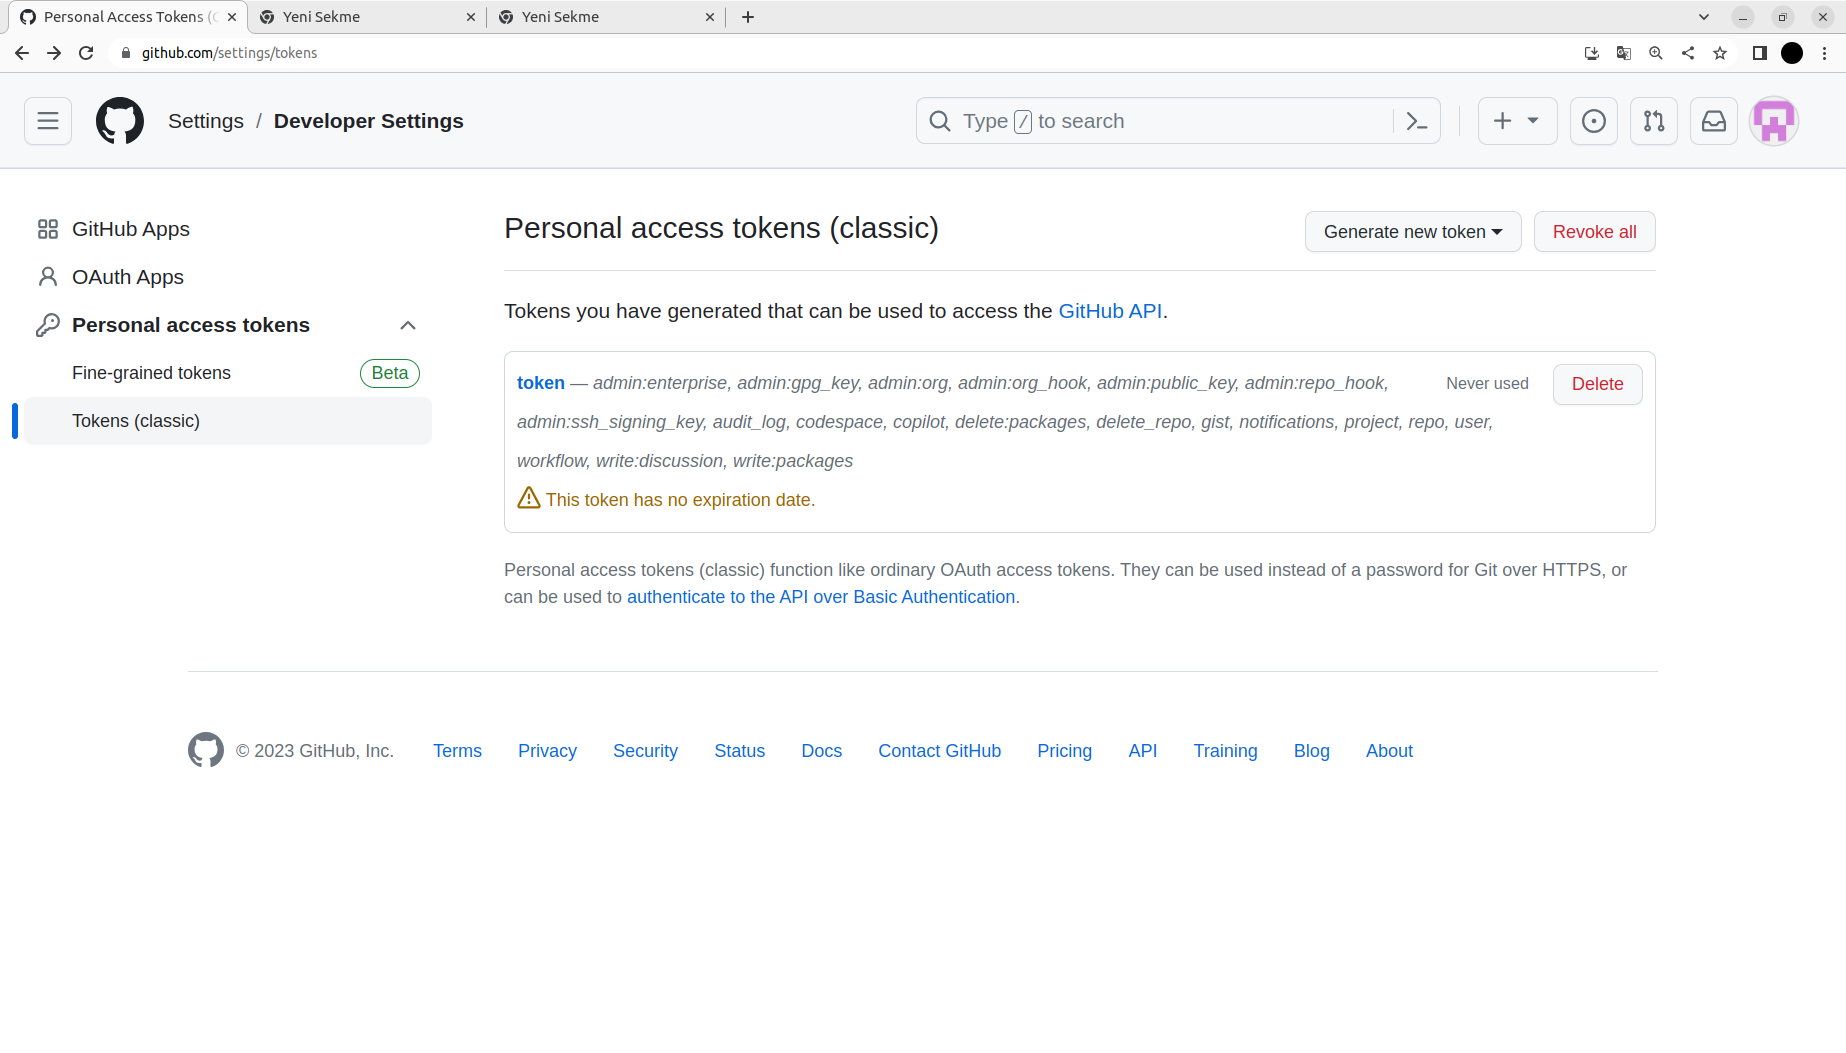 Personal Access Tokens (C
Yeni Sekme
Yeni Sekme
github.com/settings/tokens
Settings / Developer Settings
Type / to search
GitHub Apps
OAuth Apps
Personal access tokens
Fine-grained tokens
Beta
Tokens (classic)
Personal access tokens (classic)
Generate new token
Revoke all
Tokens you have generated that can be used to access the GitHub API.
token — admin:enterprise, admin:gpg_key, admin:org, admin:org_hook, admin:public_key, admin:repo_hook,
Never used
Delete
admin:ssh_signing_key, audit_log, codespace, copilot, delete:packages, delete_repo, gist, notifications, project, repo, user,
workflow, write:discussion, write:packages
This token has no expiration date.
Personal access tokens (classic) function like ordinary OAuth access tokens. They can be used instead of a password for Git over HTTPS, or
can be used to authenticate to the API over Basic Authentication.
© 2023 GitHub, Inc.
Terms
Privacy
Security
Status
Docs
Contact GitHub
Pricing
API
Training
Blog
About